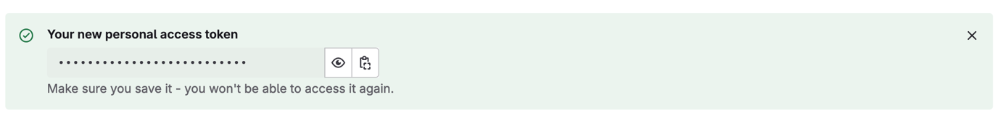 Your new personal access token
••••••••••••••••••••••••••
Make sure you save it - you won't be able to access it again.